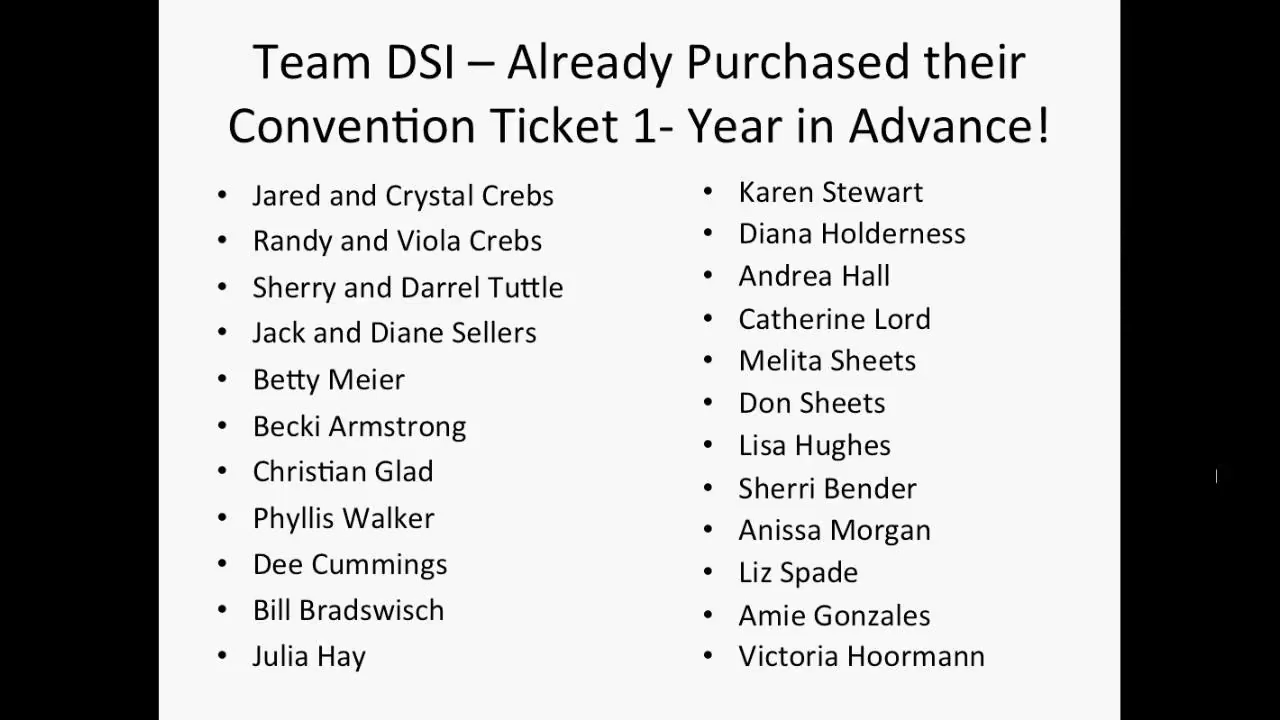 Team DSI – Already Purchased their
Convention Ticket 1- Year in Advance!
• Jared and Crystal Crebs
• Randy and Viola Crebs
• Sherry and Darrel Tuttle
• Jack and Diane Sellers
• Betty Meier
• Becki Armstrong
• Christian Glad
• Phyllis Walker
• Dee Cummings
• Bill Bradswisch
• Julia Hay
• Karen Stewart
• Diana Holderness
• Andrea Hall
• Catherine Lord
• Melita Sheets
• Don Sheets
• Lisa Hughes
• Sherri Bender
• Anissa Morgan
• Liz Spade
• Amie Gonzales
• Victoria Hoormann